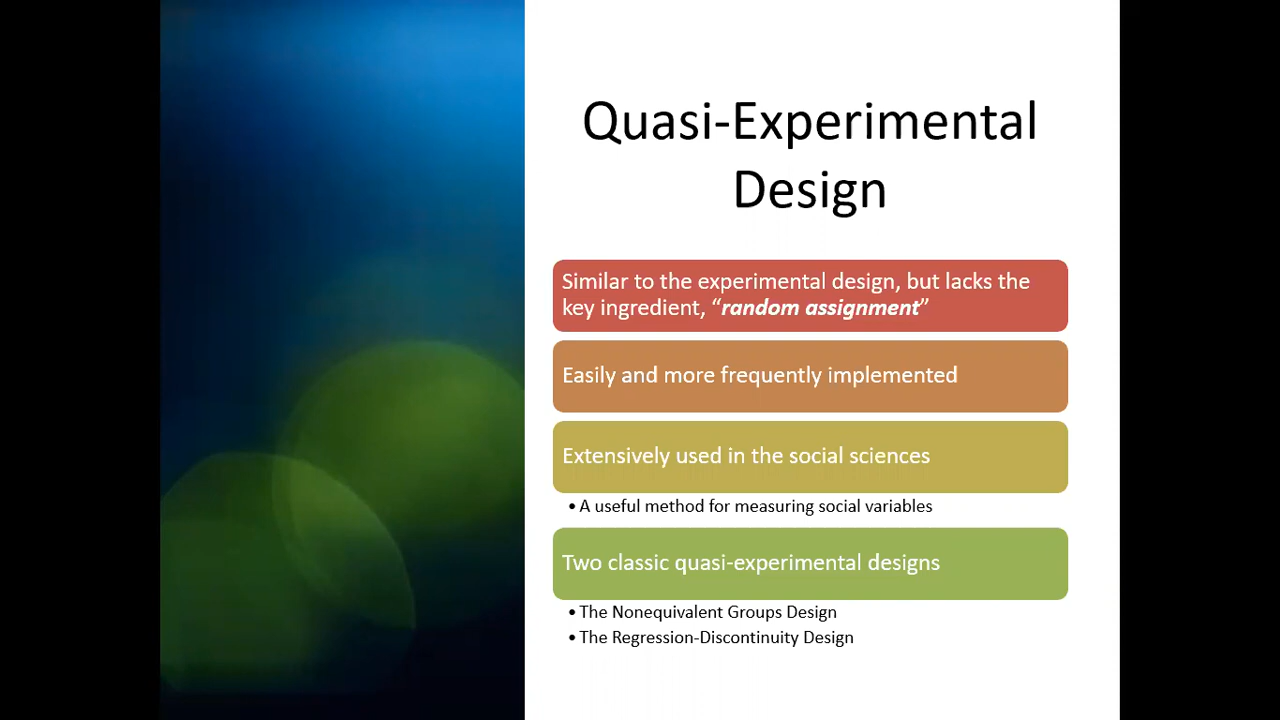 Quasi-Experimental
Design
Similar to the experimental design, but lacks the
key ingredient, “random assignment”
Easily and more frequently implemented
Extensively used in the social sciences
• A useful method for measuring social variables
Two classic quasi-experimental designs
• The Nonequivalent Groups Design
• The Regression-Discontinuity Design